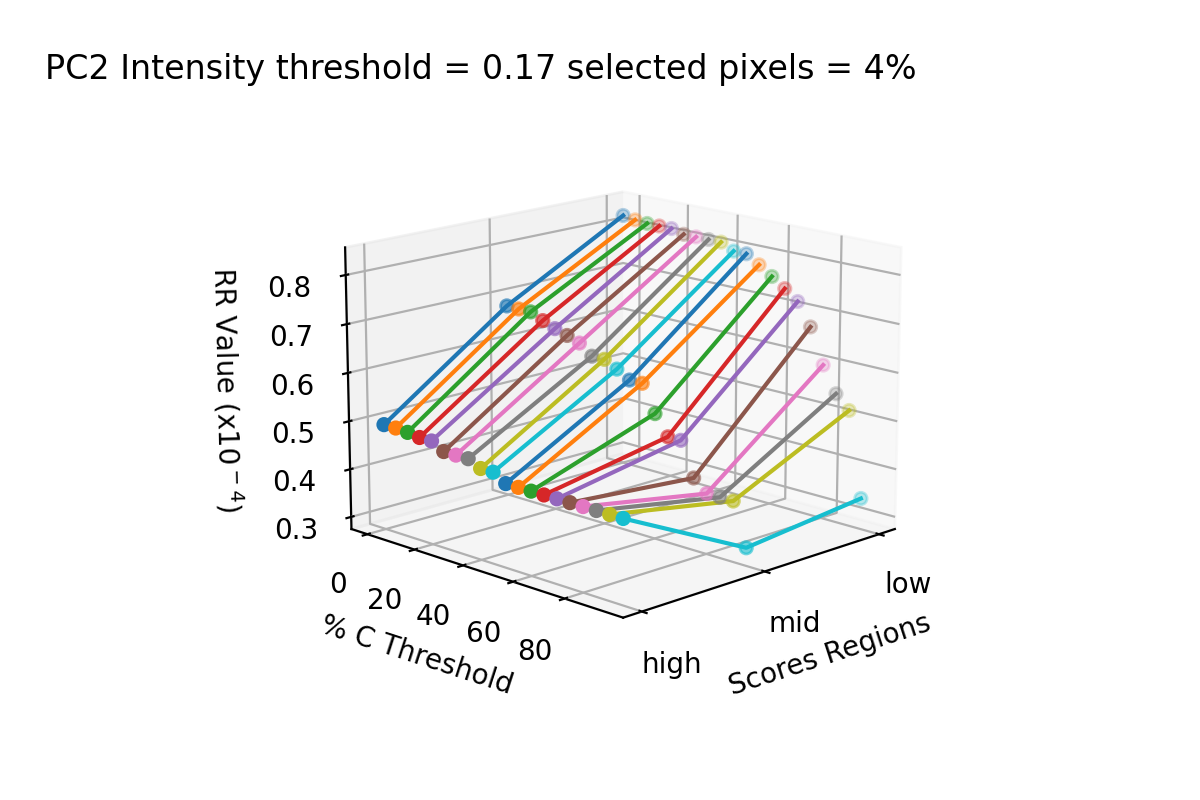 PC2 Intensity threshold = 0.17 selected pixels = 4%
RR Value (x10⁻⁴)
0.8
0.7
0.6
0.5
0.4
0.3
0
20
40
60
80
% C Threshold
high
mid
low
Scores Regions